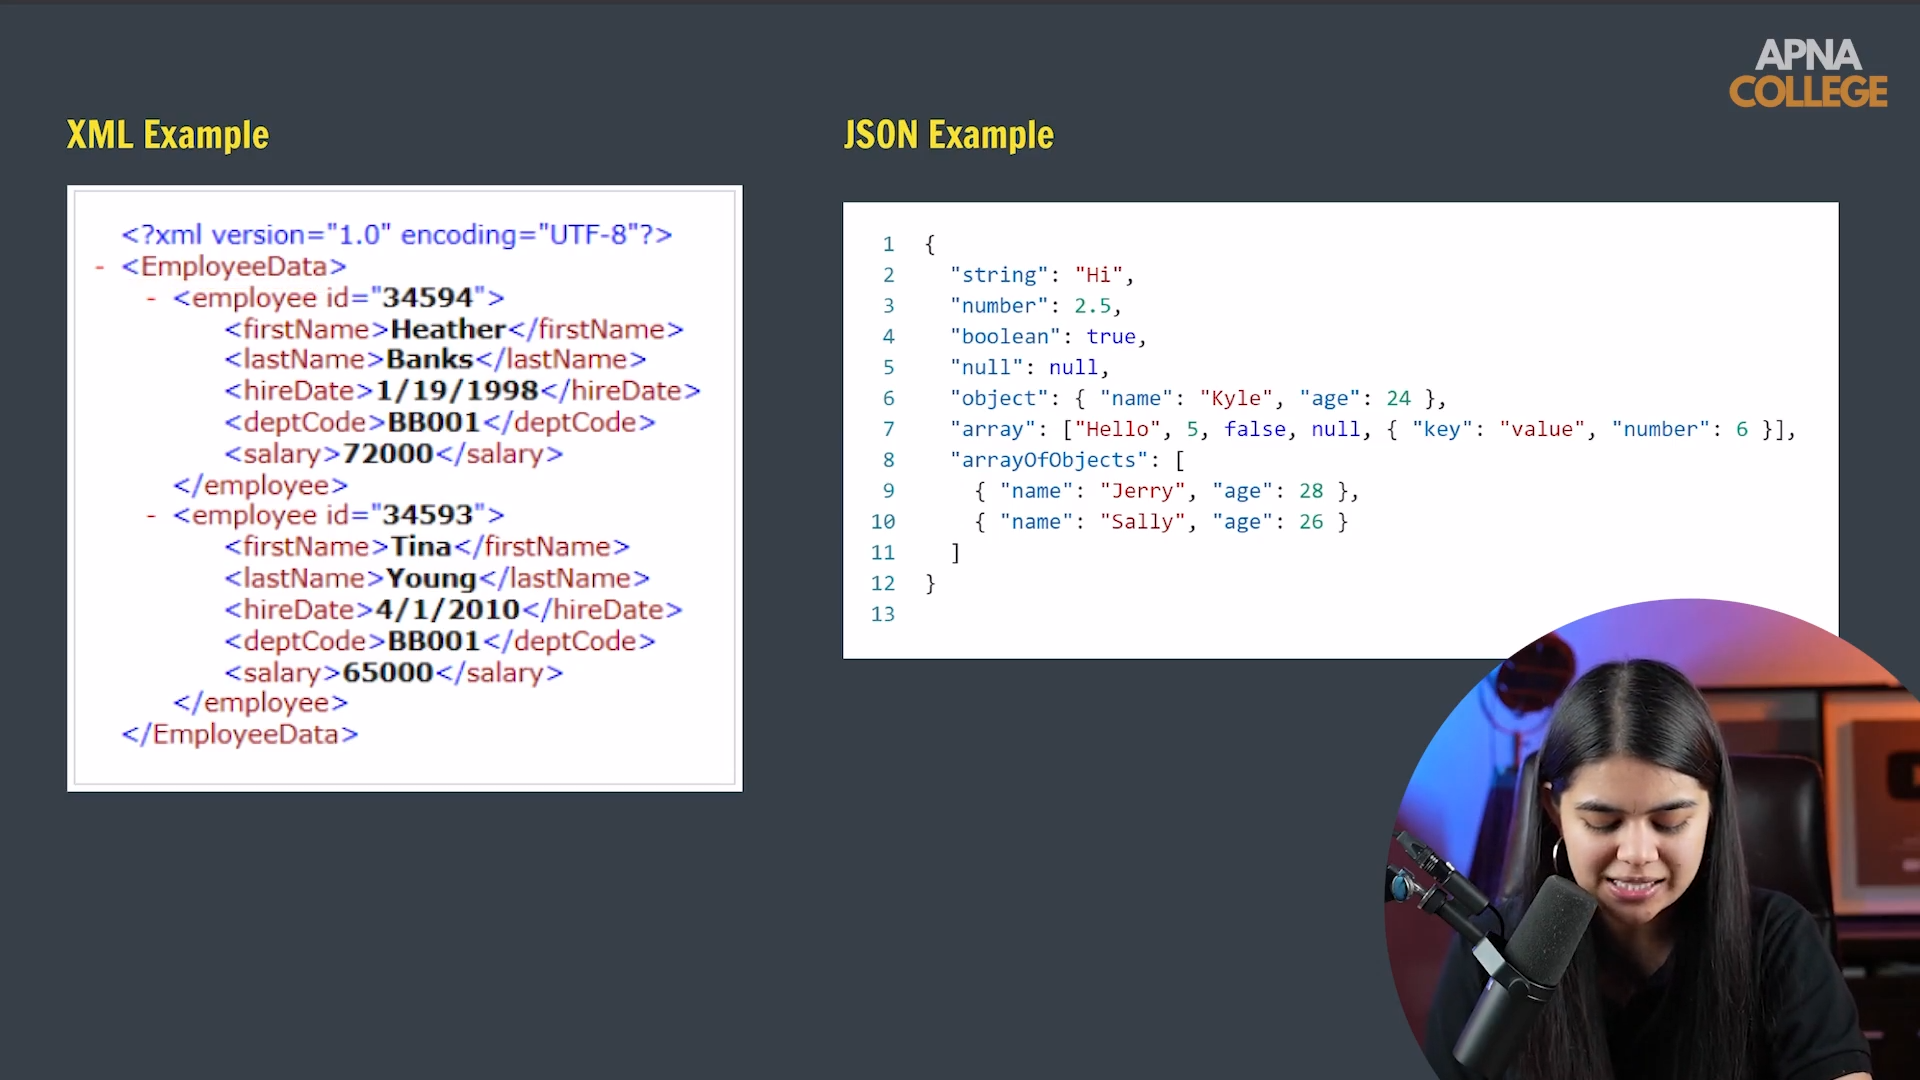 APNA
COLLEGE
XML Example
<?xml version="1.0" encoding="UTF-8"?>
- <EmployeeData>
- <employee id="34594">
<firstName>Heather</firstName>
<lastName>Banks</lastName>
<hireDate>1/19/1998</hireDate>
<deptCode>BB001</deptCode>
<salary>72000</salary>
</employee>
- <employee id="34593">
<firstName>Tina</firstName>
<lastName>Young</lastName>
<hireDate>4/1/2010</hireDate>
<deptCode>BB001</deptCode>
<salary>65000</salary>
</employee>
</EmployeeData>
JSON Example
1 {
2 "string": "Hi",
3 "number": 2.5,
4 "boolean": true,
5 "null": null,
6 "object": { "name": "Kyle", "age": 24 },
7 "array": ["Hello", 5, false, null, { "key": "value", "number": 6 }],
8 "arrayOfObjects": [
9 { "name": "Jerry", "age": 28 },
10 { "name": "Sally", "age": 26 }
11 ]
12 }
13